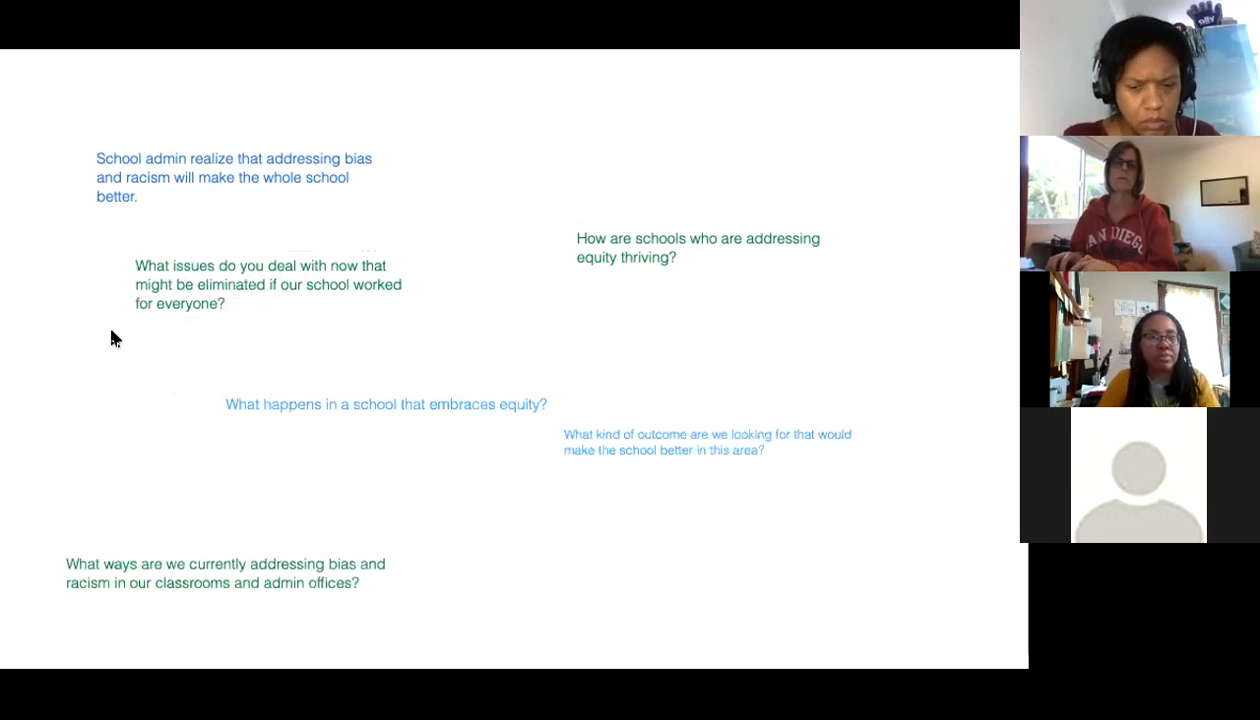 School admin realize that addressing bias
and racism will make the whole school
better.
How are schools who are addressing
equity thriving?
What issues do you deal with now that
might be eliminated if our school worked
for everyone?
What happens in a school that embraces equity?
What kind of outcome are we looking for that would
make the school better in this area?
What ways are we currently addressing bias and
racism in our classrooms and admin offices?
AN DIEGO